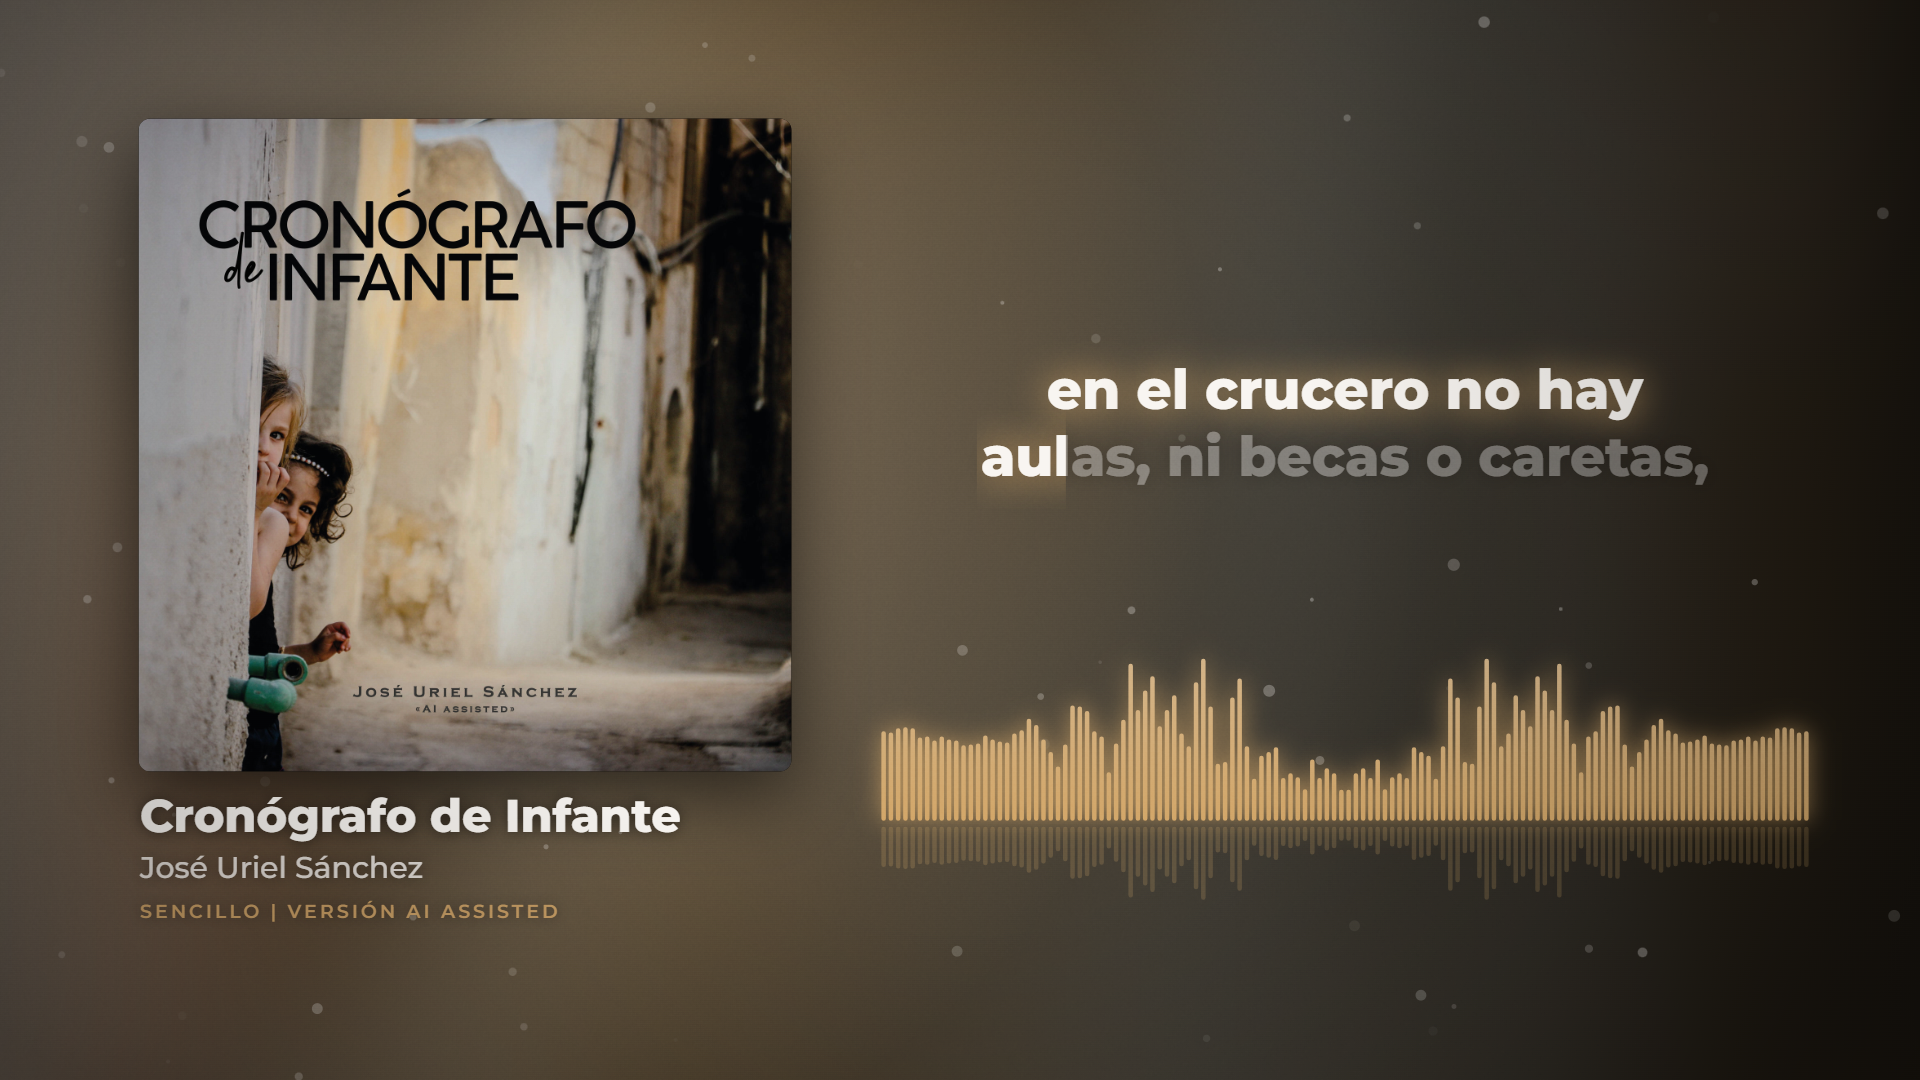 CRONÓGRAFO
de INFANTE
JOSÉ URIEL SÁNCHEZ
«AI ASSISTED»
Cronógrafo de Infante
José Uriel Sánchez
SENCILLO | VERSIÓN AI ASSISTED
en el crucero no hay
aulas, ni becas o caretas,